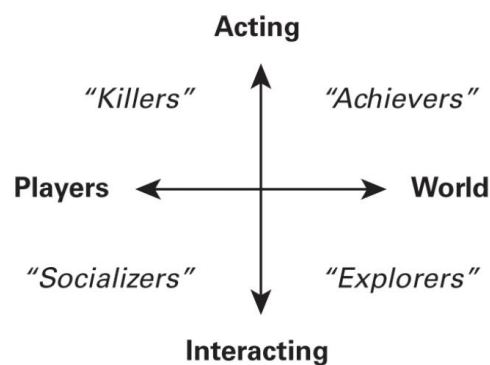 Acting
“Killers”
“Achievers”
Players
World
“Socializers”
“Explorers”
Interacting